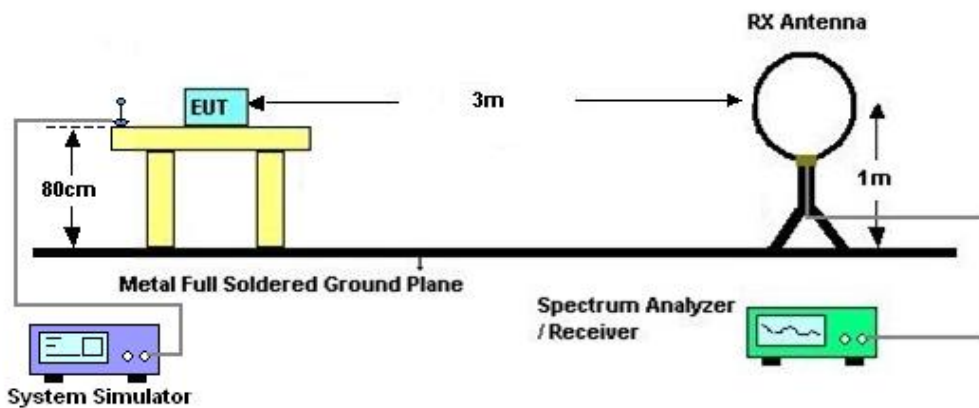 RX Antenna
EUT
3m
80cm
1m
Metal Full Soldered Ground Plane
Spectrum Analyzer
/ Receiver
System Simulator